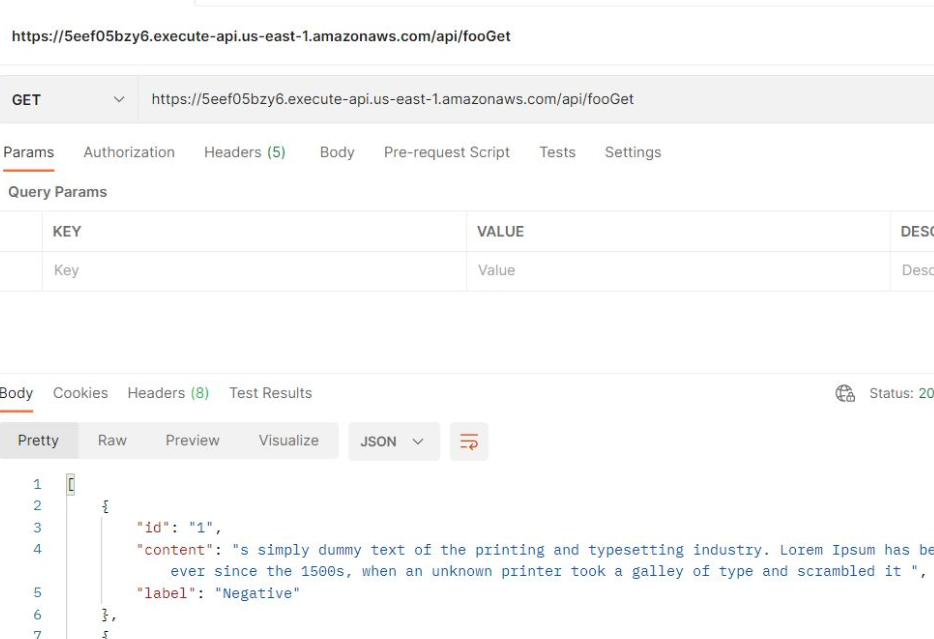 https://5eef05bzy6.execute-api.us-east-1.amazonaws.com/api/fooGet
GET https://5eef05bzy6.execute-api.us-east-1.amazonaws.com/api/fooGet
Params Authorization Headers (5) Body Pre-request Script Tests Settings
Query Params
KEY VALUE DESC
Key Value Desc
Body Cookies Headers (8) Test Results Status: 20
Pretty Raw Preview Visualize JSON
1 [
2 {
3 "id": "1",
4 "content": "s simply dummy text of the printing and typesetting industry. Lorem Ipsum has be
ever since the 1500s, when an unknown printer took a galley of type and scrambled it ",
5 "label": "Negative"
6 },
7 {